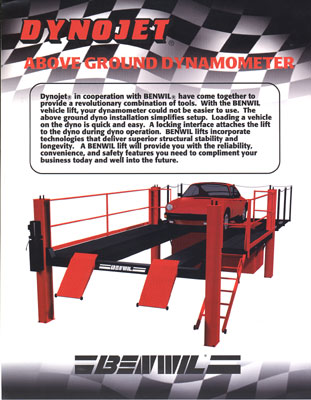 DYNOJET®
ABOVE GROUND DYNAMOMETER
Dynojet® in cooperation with BENWIL® have come together to
provide a revolutionary combination of tools. With the BENWIL
vehicle lift, your dynamometer could not be easier to use. The
above ground dyno installation simplifies setup. Loading a vehicle
on the dyno is quick and easy. A locking interface attaches the lift
to the dyno during dyno operation. BENWIL lifts incorporate
technologies that deliver superior structural stability and
longevity. A BENWIL lift will provide you with the reliability,
convenience, and safety features you need to compliment your
business today and well into the future.
BENWIL
BENWIL®